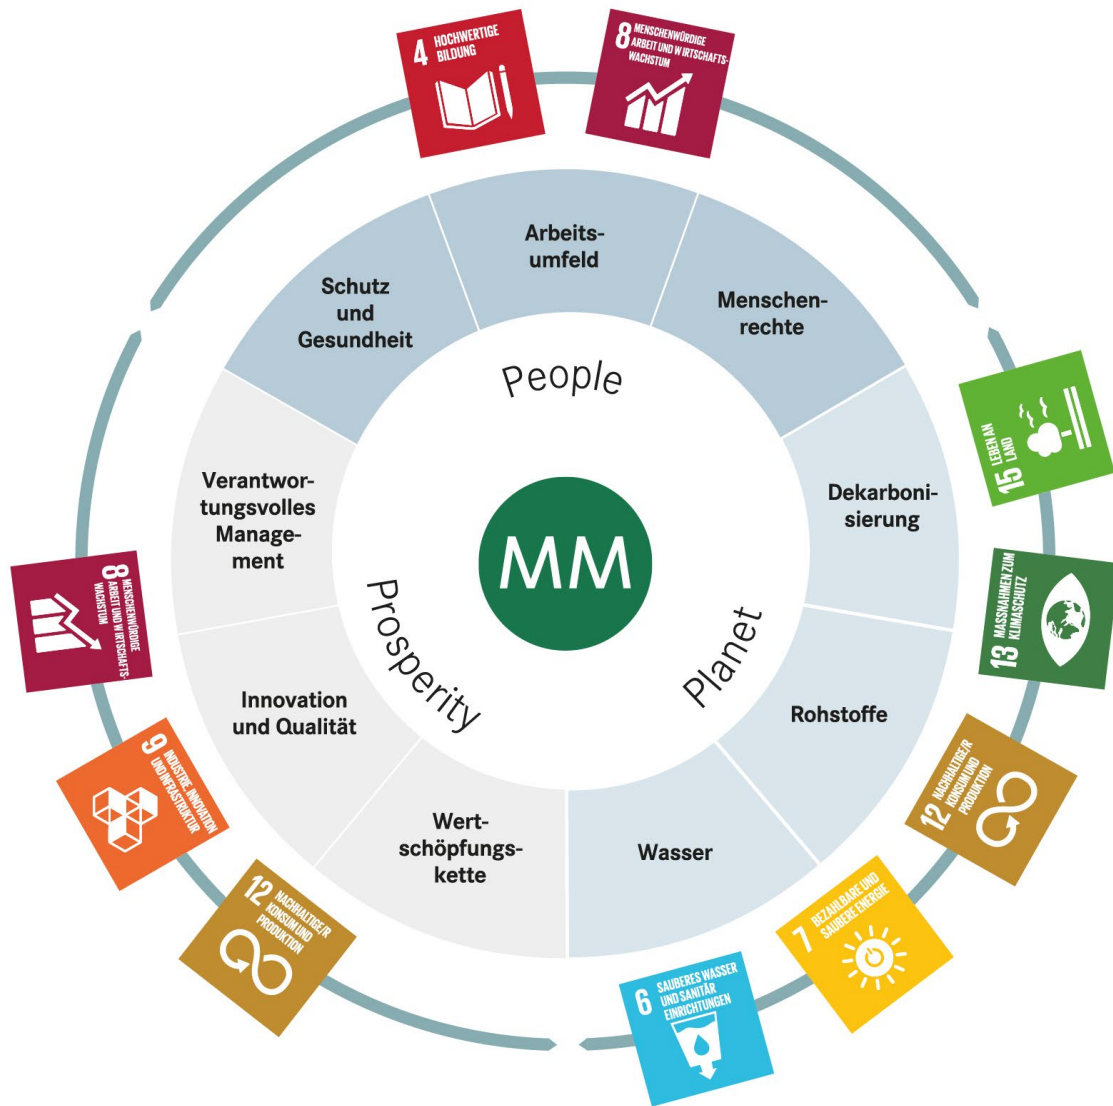 4 HOCHWERTIGE
BILDUNG
8 MENSCHENWÜRDIGE
ARBEIT UND WIRTSCHAFTS-
WACHSTUM
Arbeits-
umfeld
Schutz
und
Gesundheit
Menschen-
rechte
People
15 LEBEN AN
LAND
Verantwor-
tungsvolles
Manage-
ment
Dekarboni-
sierung
MM
13 MASSNAHMEN ZUM
KLIMASCHUTZ
8 MENSCHENWÜRDIGE
ARBEIT UND WIRTSCHAFTS-
WACHSTUM
Prosperity
Planet
Innovation
und Qualität
Rohstoffe
9 INDUSTRIE, INNOVATION
UND INFRASTRUKTUR
12 NACHHALTIGE/R
KONSUM UND
PRODUKTION
Wert-
schöpfungs-
kette
Wasser
12 NACHHALTIGE/R
KONSUM UND
PRODUKTION
7 BEZAHLBARE UND
SAUBERE ENERGIE
6 SAUBERES WASSER
UND SANITÄR
EINRICHTUNGEN